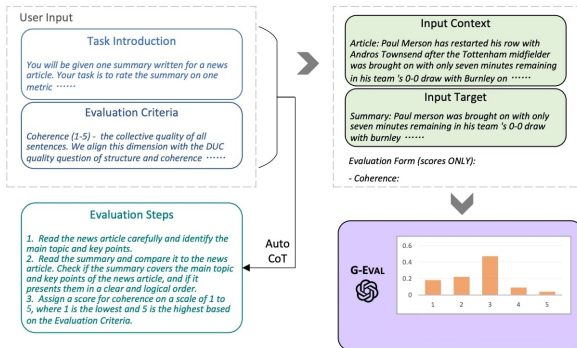 User Input
Task Introduction
You will be given one summary written for a news
article. Your task is to rate the summary on one
metric ······
Evaluation Criteria
Coherence (1-5) - the collective quality of all
sentences. We align this dimension with the DUC
quality question of structure and coherence ······
Evaluation Steps
1. Read the news article carefully and identify the
main topic and key points.
2. Read the summary and compare it to the news
article. Check if the summary covers the main topic
and key points of the news article, and if it
presents them in a clear and logical order.
3. Assign a score for coherence on a scale of 1 to
5, where 1 is the lowest and 5 is the highest based
on the Evaluation Criteria.
Auto
CoT
Input Context
Article: Paul Merson has restarted his row with
Andros Townsend after the Tottenham midfielder
was brought on with only seven minutes remaining
in his team 's 0-0 draw with Burnley on ······
Input Target
Summary: Paul merson was brought on with only
seven minutes remaining in his team 's 0-0 draw
with burnley ······
Evaluation Form (scores ONLY):
- Coherence:
G-EVAL
0.6
0.4
0.2
0
1 2 3 4 5